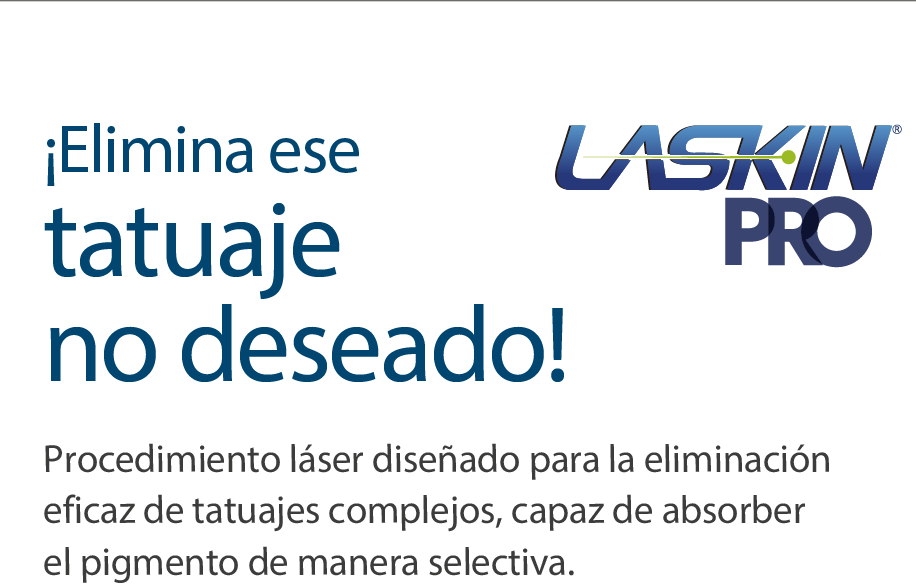 ¡Elimina ese
tatuaje
no deseado!
LASKIN®
PRO
Procedimiento láser diseñado para la eliminación
eficaz de tatuajes complejos, capaz de absorber
el pigmento de manera selectiva.